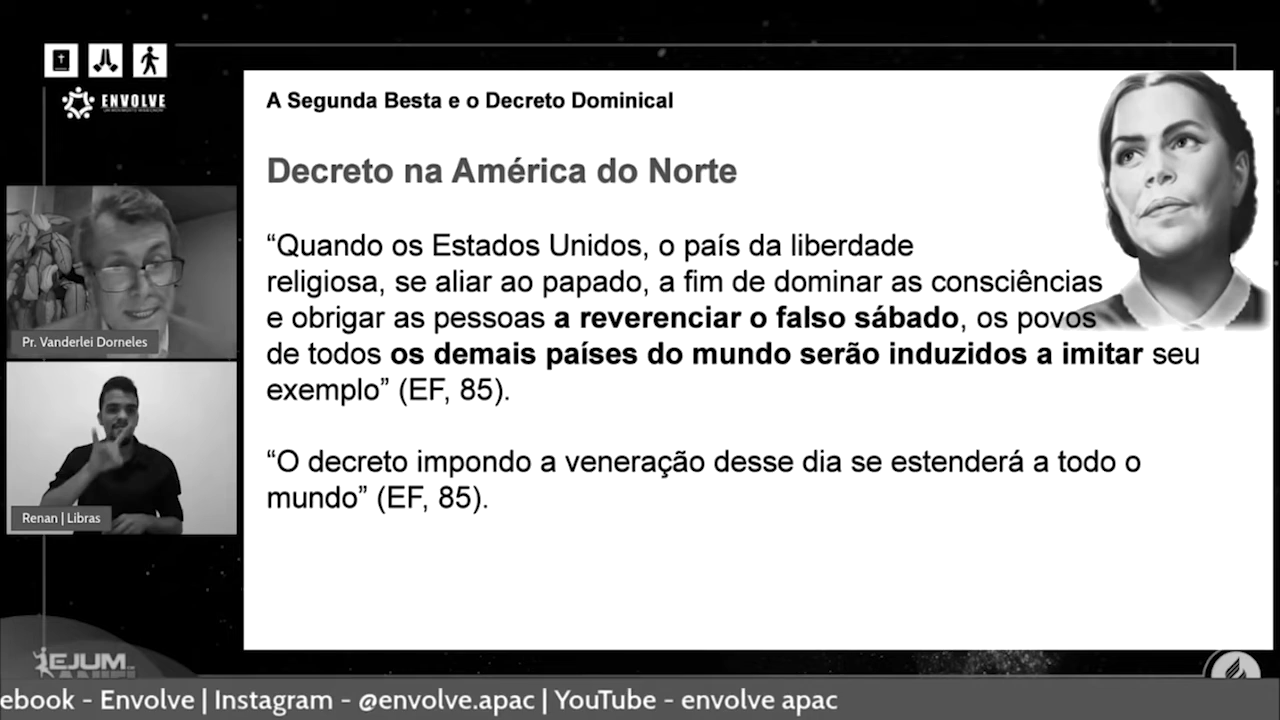 ENVOLVE
A Segunda Besta e o Decreto Dominical
Decreto na América do Norte
“Quando os Estados Unidos, o país da liberdade
religiosa, se aliar ao papado, a fim de dominar as consciências
e obrigar as pessoas a reverenciar o falso sábado, os povos
de todos os demais países do mundo serão induzidos a imitar seu
exemplo” (EF, 85).
“O decreto impondo a veneração desse dia se estenderá a todo o
mundo” (EF, 85).
Pr. Vanderlei Dorneles
Renan | Libras
EJUM
cebook - Envolve | Instagram - @envolve.apac | YouTube - envolve apac